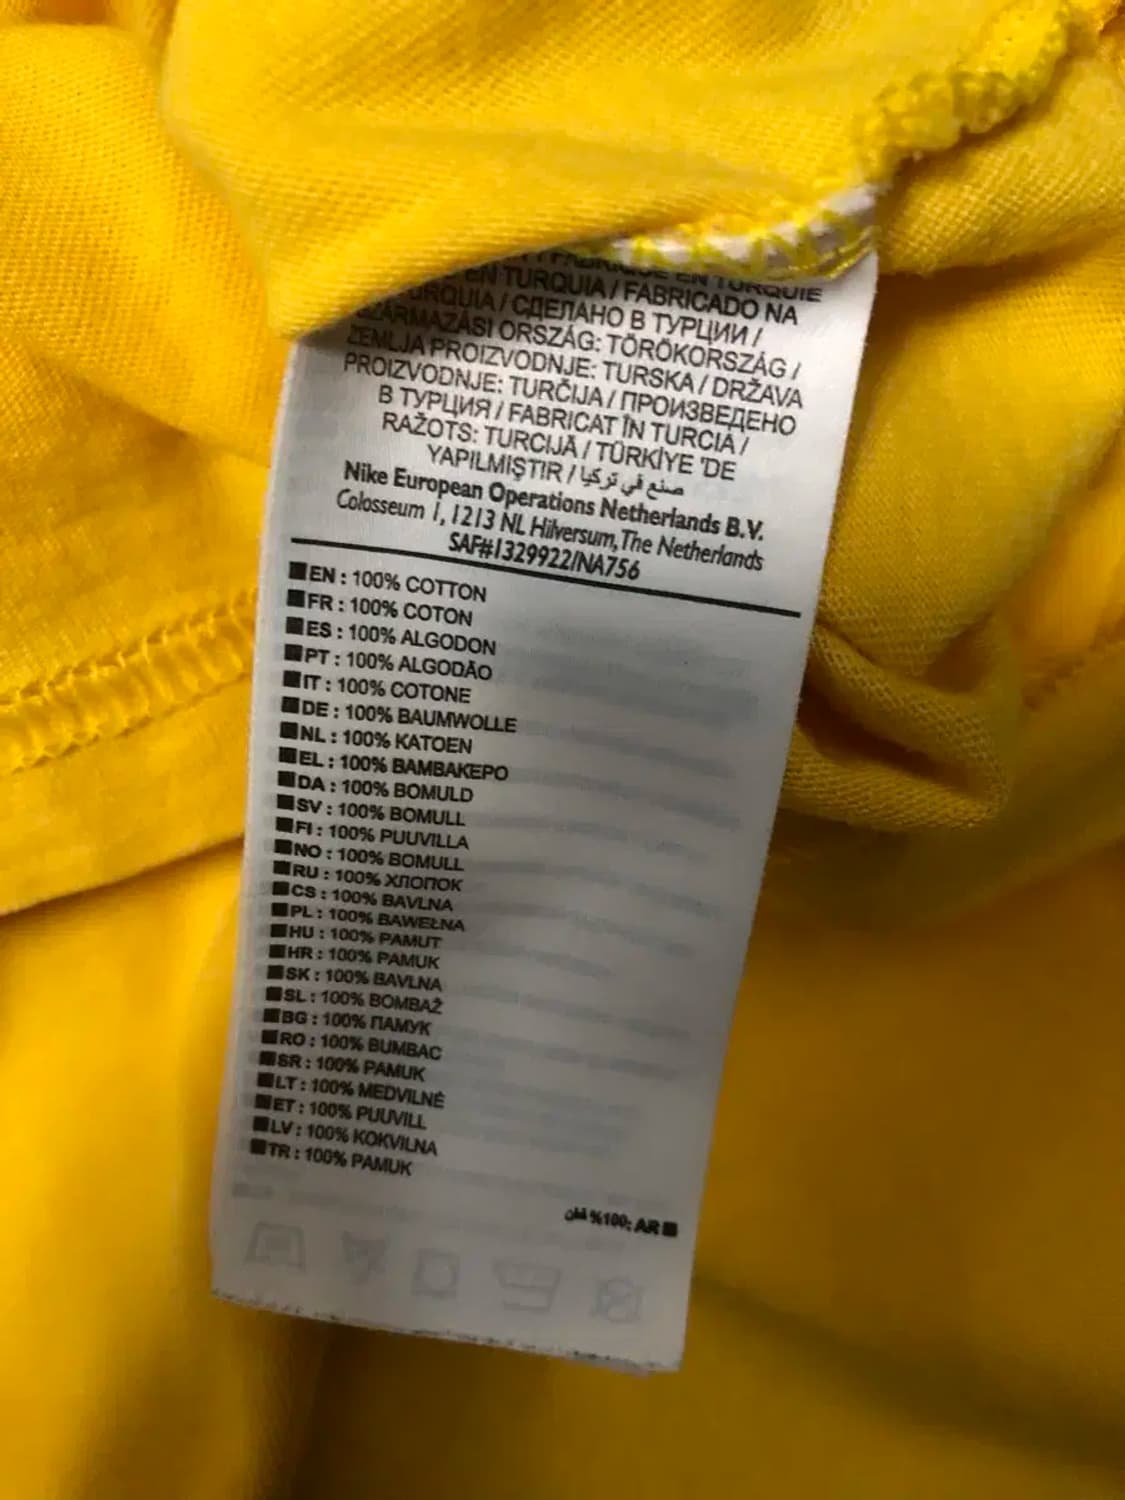 FABRIQUE EN TURQUIE
EN TURQUIA / FABRICADO NA
TURQUIA / СДЕЛАНО В ТУРЦИИ /
SZÁRMAZÁSI ORSZÁG: TÖRÖKORSZÁG /
ZEMLJA PROIZVODNJE: TURSKA / DRŽAVA
PROIZVODNJE: TURČIJA / ПРОИЗВЕДЕНО
В ТУРЦИЯ / FABRICAT ÎN TURCIA /
RAŽOTS: TURCIJĀ / TÜRKİYE 'DE
YAPILMIŞTIR / صنع في تركيا
Nike European Operations Netherlands B.V.
Colosseum 1, 1213 NL Hilversum, The Netherlands
SAF#1329922/NA756
EN : 100% COTTON
FR : 100% COTON
ES : 100% ALGODON
PT : 100% ALGODÃO
IT : 100% COTONE
DE : 100% BAUMWOLLE
NL : 100% KATOEN
EL : 100% ΒΑΜΒΑΚΕΡΟ
DA : 100% BOMULD
SV : 100% BOMULL
FI : 100% PUUVILLA
NO : 100% BOMULL
RU : 100% ХЛОПОК
CS : 100% BAVLNA
PL : 100% BAWEŁNA
HU : 100% PAMUT
HR : 100% PAMUK
SK : 100% BAVLNA
SL : 100% BOMBAŽ
BG : 100% ПАМУК
RO : 100% BUMBAC
SR : 100% PAMUK
LT : 100% MEDVILNĖ
ET : 100% PUUVILL
LV : 100% KOKVILNA
TR : 100% PAMUK
AR :100% قطن